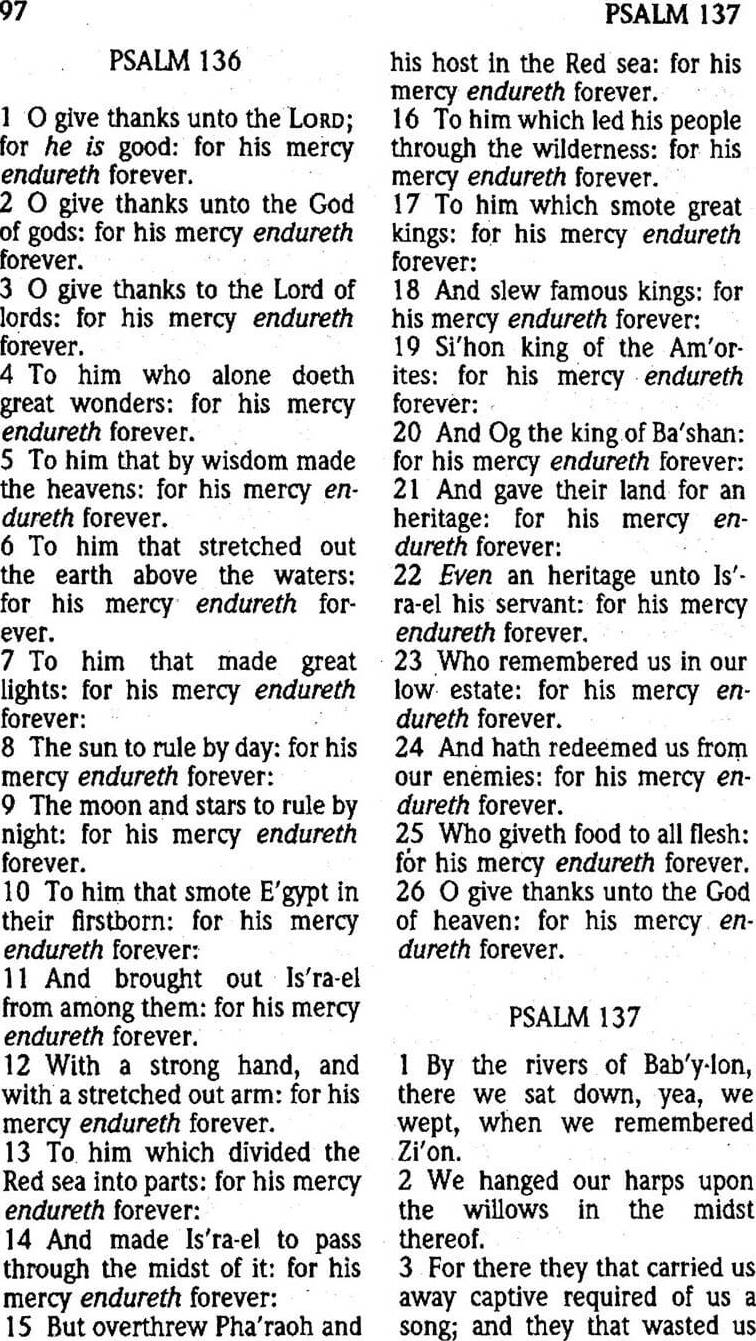 97
PSALM 137
PSALM 136
1 O give thanks unto the LORD;
for he is good: for his mercy
endureth forever.
2 O give thanks unto the God
of gods: for his mercy endureth
forever.
3 O give thanks to the Lord of
lords: for his mercy endureth
forever.
4 To him who alone doeth
great wonders: for his mercy
endureth forever.
5 To him that by wisdom made
the heavens: for his mercy en-
dureth forever.
6 To him that stretched out
the earth above the waters:
for his mercy endureth for-
ever.
7 To him that made great
lights: for his mercy endureth
forever:
8 The sun to rule by day: for his
mercy endureth forever:
9 The moon and stars to rule by
night: for his mercy endureth
forever.
10 To him that smote E'gypt in
their firstborn: for his mercy
endureth forever:
11 And brought out Is'ra-el
from among them: for his mercy
endureth forever.
12 With a strong hand, and
with a stretched out arm: for his
mercy endureth forever.
13 To him which divided the
Red sea into parts: for his mercy
endureth forever:
14 And made Is'ra-el to pass
through the midst of it: for his
mercy endureth forever:
15 But overthrew Pha'raoh and
his host in the Red sea: for his
mercy endureth forever.
16 To him which led his people
through the wilderness: for his
mercy endureth forever.
17 To him which smote great
kings: for his mercy endureth
forever:
18 And slew famous kings: for
his mercy endureth forever:
19 Si'hon king of the Am'or-
ites: for his mercy endureth
forever:
20 And Og the king of Ba'shan:
for his mercy endureth forever:
21 And gave their land for an
heritage: for his mercy en-
dureth forever:
22 Even an heritage unto Is'-
ra-el his servant: for his mercy
endureth forever.
23 Who remembered us in our
low estate: for his mercy en-
dureth forever.
24 And hath redeemed us from
our enemies: for his mercy en-
dureth forever.
25 Who giveth food to all flesh:
for his mercy endureth forever.
26 O give thanks unto the God
of heaven: for his mercy en-
dureth forever.
PSALM 137
1 By the rivers of Bab'y-lon,
there we sat down, yea, we
wept, when we remembered
Zi'on.
2 We hanged our harps upon
the willows in the midst
thereof.
3 For there they that carried us
away captive required of us a
song; and they that wasted us